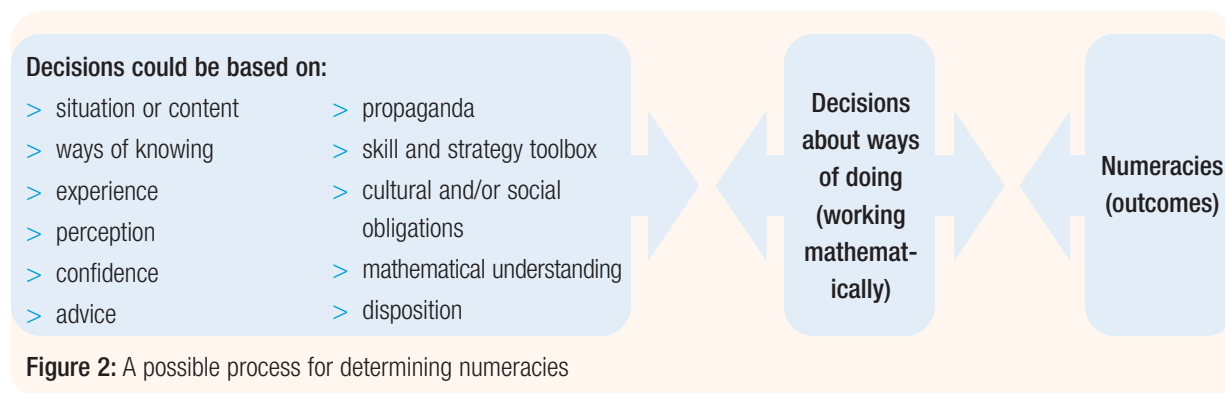 Decisions could be based on:
> situation or content
> ways of knowing
> experience
> perception
> confidence
> advice
> propaganda
> skill and strategy toolbox
> cultural and/or social
obligations
> mathematical understanding
> disposition
Decisions
about ways
of doing
(working
mathemat-
ically)
Numeracies
(outcomes)
Figure 2: A possible process for determining numeracies